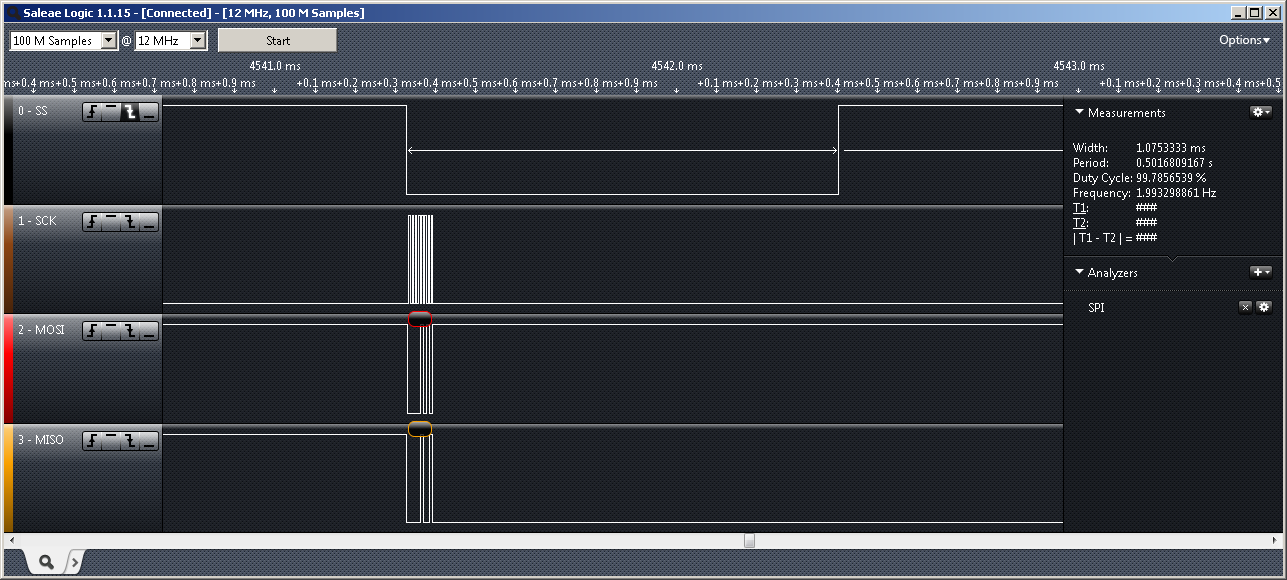 Saleae Logic 1.1.15 - [Connected] - [12 MHz, 100 M Samples]
100 M Samples @ 12 MHz Start Options
4541.0 ms 4542.0 ms 4543.0 ms
ms+0.4 ms+0.5 ms+0.6 ms+0.7 ms+0.8 ms+0.9 ms +0.1 ms+0.2 ms+0.3 ms+0.4 ms+0.5 ms+0.6 ms+0.7 ms+0.8 ms+0.9 ms +0.1 ms+0.2 ms+0.3 ms+0.4 ms+0.5 ms+0.6 ms+0.7 ms+0.8 ms+0.9 ms +0.1 ms+0.2 ms+0.3 ms+0.4 ms+0.5
0 - SS
1 - SCK
2 - MOSI
3 - MISO
Measurements
Width: 1.0753333 ms
Period: 0.5016809167 s
Duty Cycle: 99.7856539 %
Frequency: 1.993298861 Hz
T1: ###
T2: ###
| T1 - T2 | = ###
Analyzers
SPI